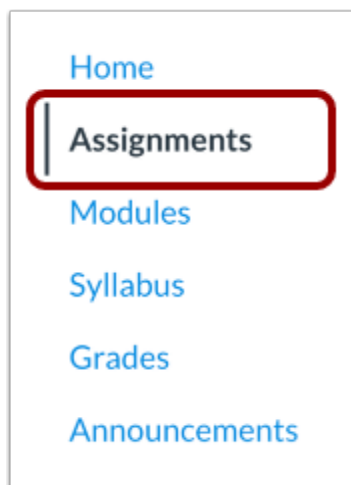 Home
Assignments
Modules
Syllabus
Grades
Announcements